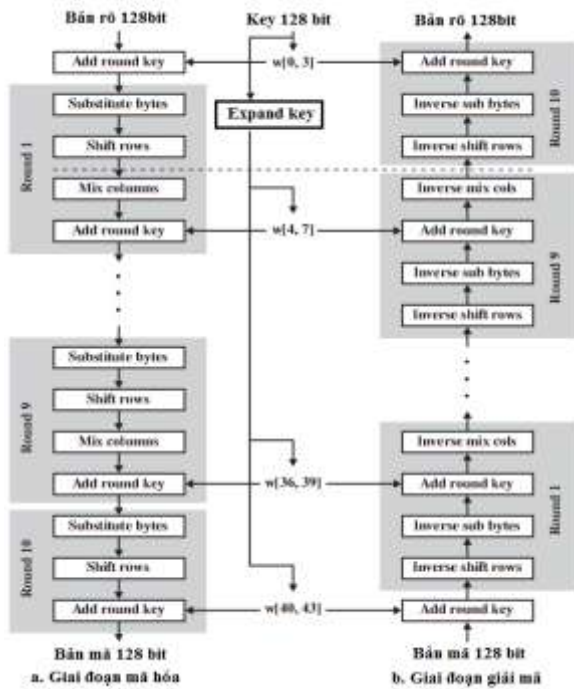 Bản rõ 128bit
Add round key
Substitute bytes
Shift rows
Mix columns
Add round key
Round 1
Substitute bytes
Shift rows
Mix columns
Add round key
Round 9
Substitute bytes
Shift rows
Add round key
Round 10
Bản mã 128 bit
a. Giai đoạn mã hóa
Key 128 bit
w[0, 3]
Expand key
w[4, 7]
w[36, 39]
w[40, 43]
Bản rõ 128bit
Add round key
Inverse sub bytes
Inverse shift rows
Round 10
Inverse mix cols
Add round key
Inverse sub bytes
Inverse shift rows
Round 9
Inverse mix cols
Add round key
Inverse sub bytes
Inverse shift rows
Round 1
Add round key
Bản mã 128 bit
b. Giai đoạn giải mã